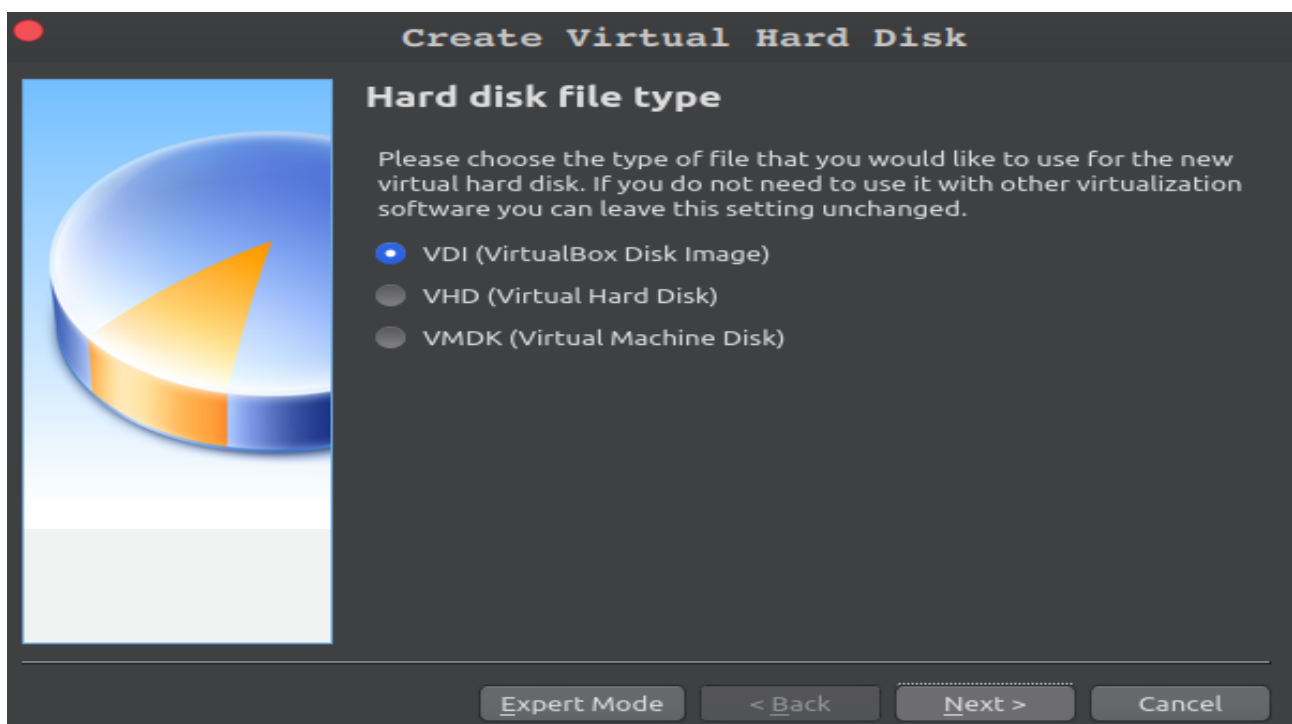 Create Virtual Hard Disk
Hard disk file type
Please choose the type of file that you would like to use for the new
virtual hard disk. If you do not need to use it with other virtualization
software you can leave this setting unchanged.
VDI (VirtualBox Disk Image)
VHD (Virtual Hard Disk)
VMDK (Virtual Machine Disk)
Expert Mode
< Back
Next >
Cancel